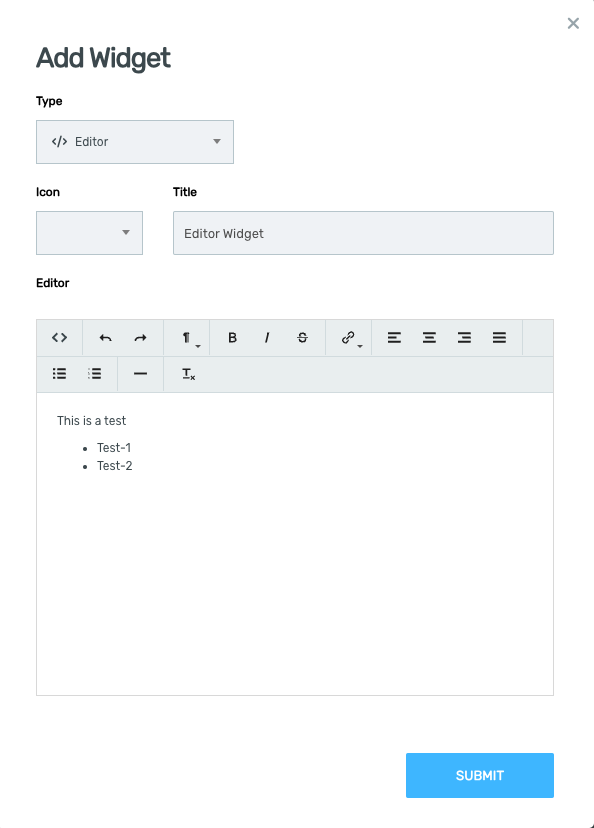 Add Widget
Type
Editor
Icon
Title
Editor Widget
Editor
This is a test
Test-1
Test-2
SUBMIT